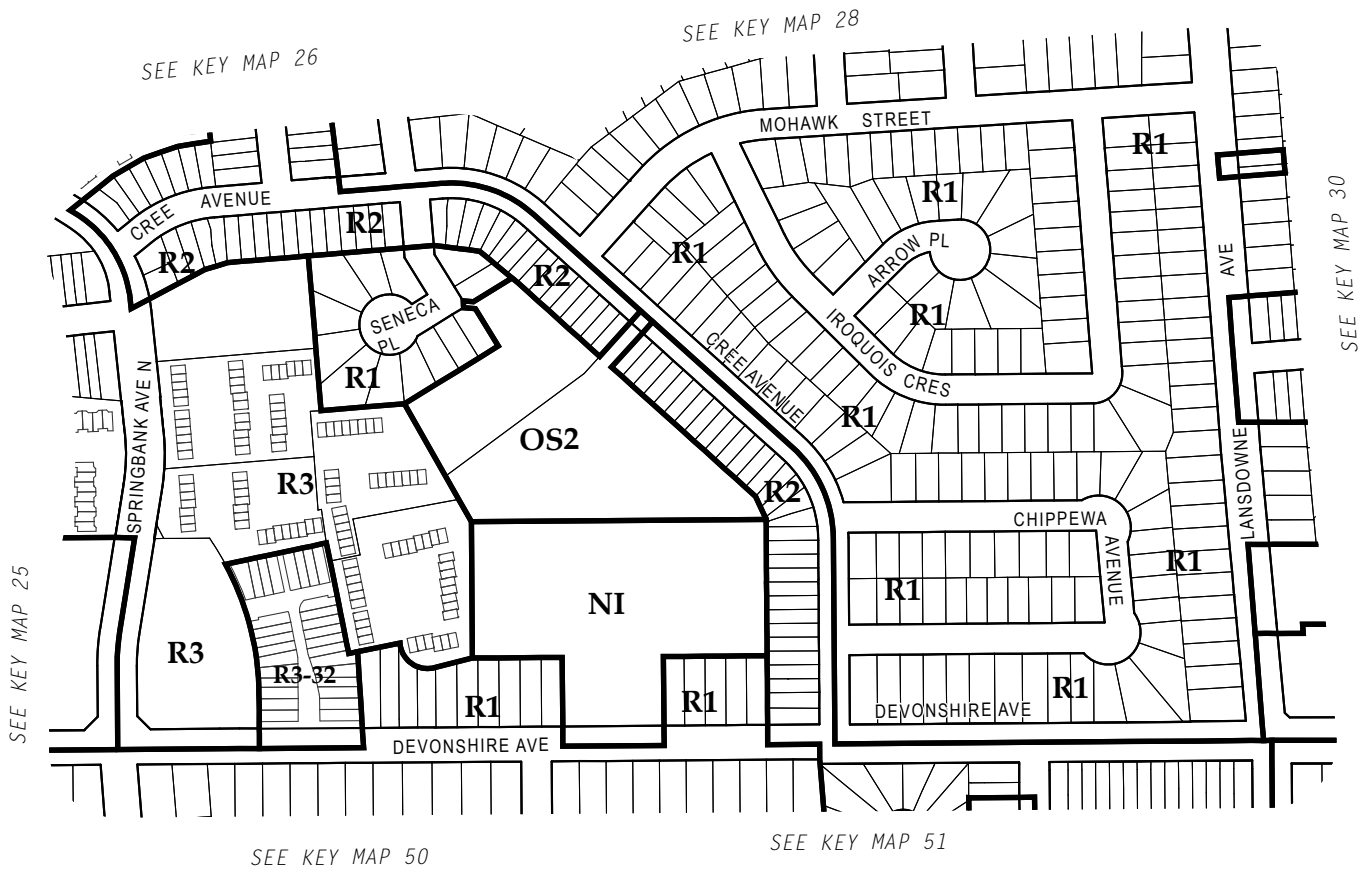 SEE KEY MAP 28
SEE KEY MAP 26
MOHAWK STREET
R1
R1
CREE AVENUE
R2
R2
R1
ARROW PL
AVE
SEE KEY MAP 30
R2
SENECA
PL
R1
IROQUOIS CRES
CREE AVENUE
R1
R1
SPRINGBANK AVE N
OS2
R3
R2
LANSDOWNE
CHIPPEWA
AVENUE
R1
R1
NI
SEE KEY MAP 25
R3
R3-32
R1
R1
R1
DEVONSHIRE AVE
DEVONSHIRE AVE
SEE KEY MAP 51
SEE KEY MAP 50